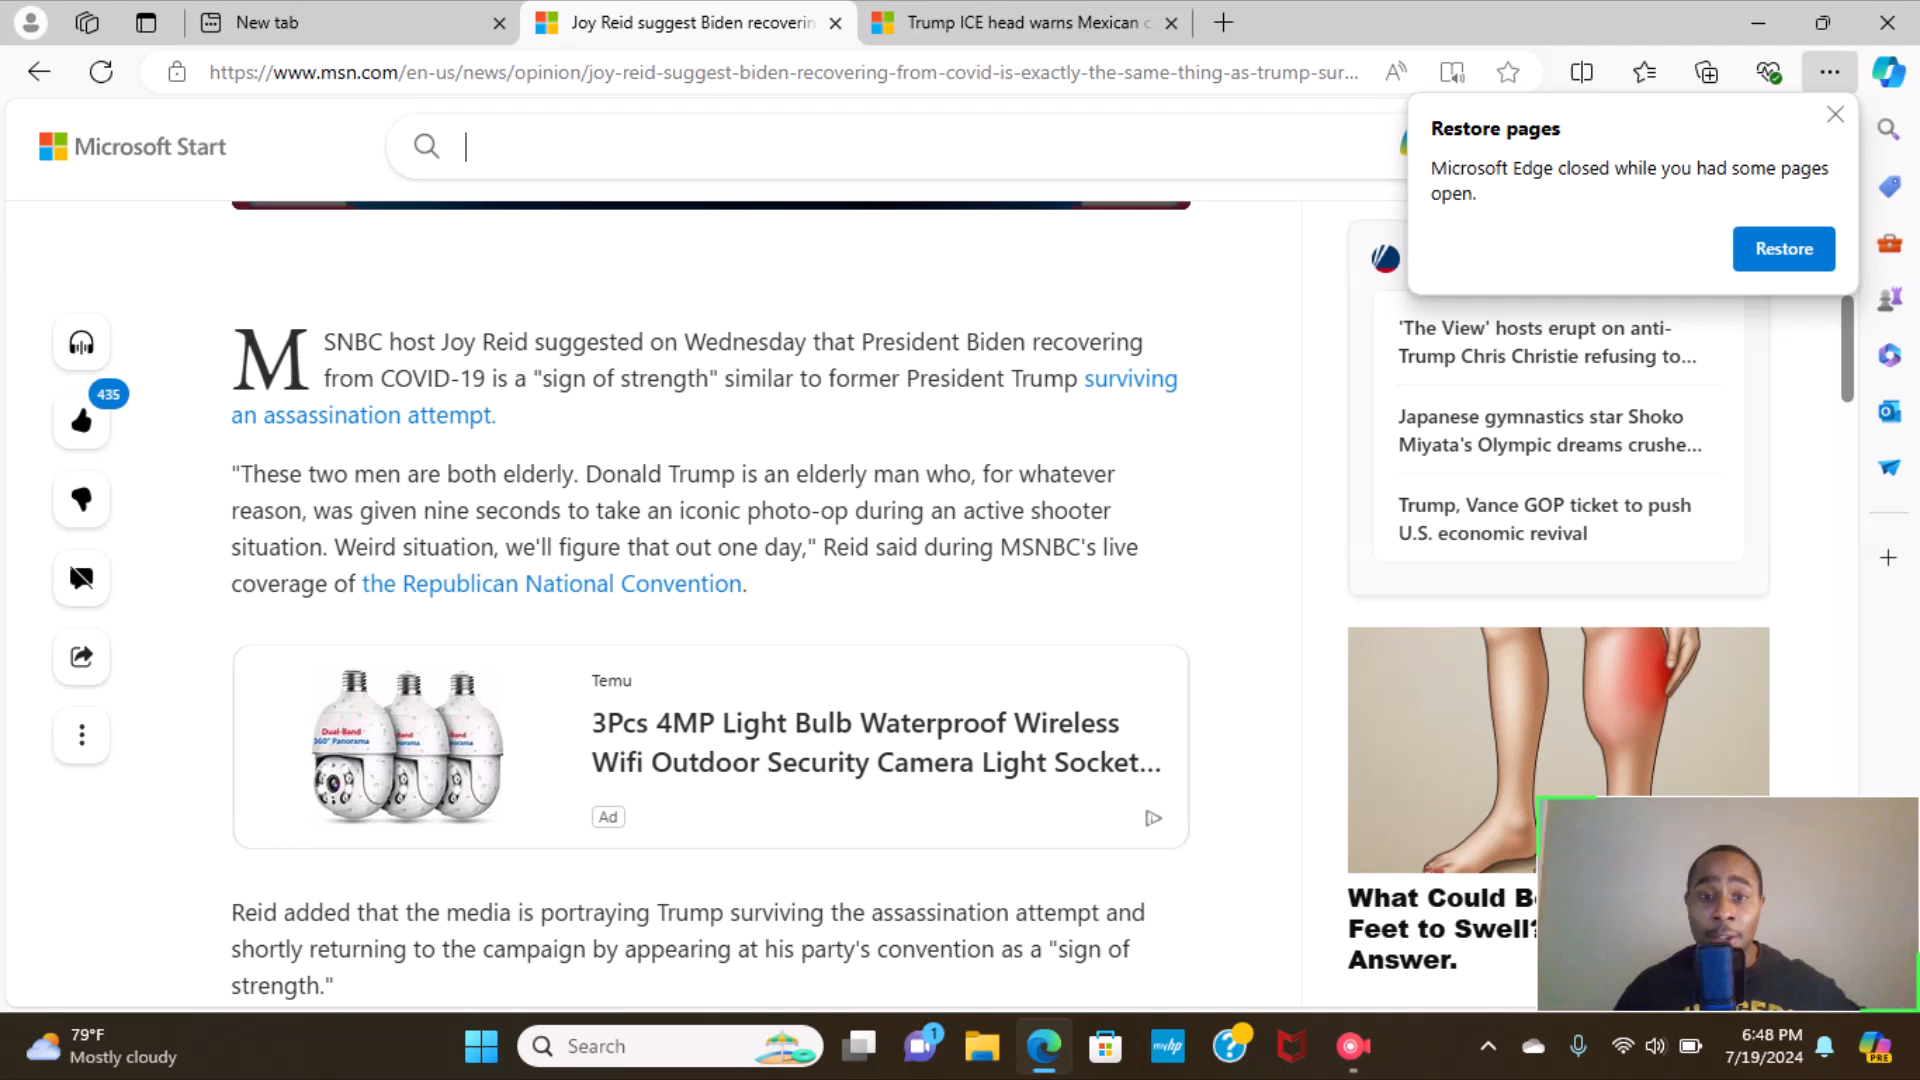 New tab
Joy Reid suggest Biden recoverin
Trump ICE head warns Mexican c
https://www.msn.com/en-us/news/opinion/joy-reid-suggest-biden-recovering-from-covid-is-exactly-the-same-thing-as-trump-sur...
Microsoft Start
Restore pages
Microsoft Edge closed while you had some pages
open.
Restore
MSNBC host Joy Reid suggested on Wednesday that President Biden recovering
from COVID-19 is a "sign of strength" similar to former President Trump surviving
an assassination attempt.
435
"These two men are both elderly. Donald Trump is an elderly man who, for whatever
reason, was given nine seconds to take an iconic photo-op during an active shooter
situation. Weird situation, we'll figure that out one day," Reid said during MSNBC's live
coverage of the Republican National Convention.
'The View' hosts erupt on anti-
Trump Chris Christie refusing to...
Japanese gymnastics star Shoko
Miyata's Olympic dreams crushe...
Trump, Vance GOP ticket to push
U.S. economic revival
Temu
3Pcs 4MP Light Bulb Waterproof Wireless
Wifi Outdoor Security Camera Light Socket...
Ad
Dual-Band
360° Panorama
Reid added that the media is portraying Trump surviving the assassination attempt and
shortly returning to the campaign by appearing at his party's convention as a "sign of
strength."
What Could B
Feet to Swell?
Answer.
79°F
Mostly cloudy
Search
1
myhp
6:48 PM
7/19/2024
PRE